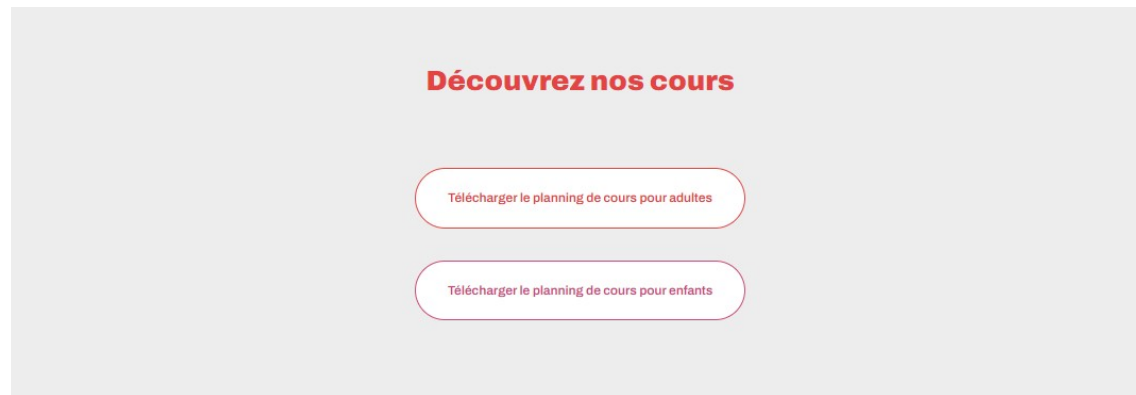 Découvrez nos cours
Télécharger le planning de cours pour adultes
Télécharger le planning de cours pour enfants